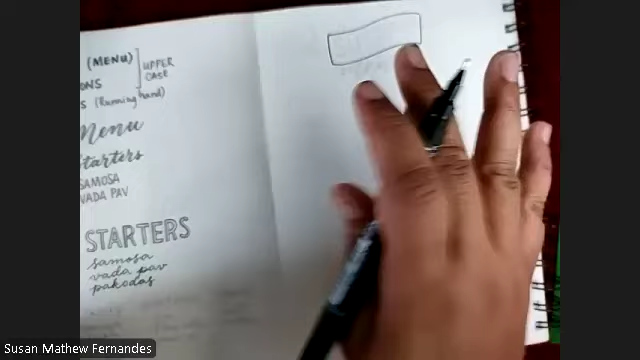 (MENU)
UPPER
CASE
ONS
S (Running hand)
Menu
Starters
SAMOSA
VADA PAV
STARTERS
samosa
vada pav
pakodas
Susan Mathew Fernandes